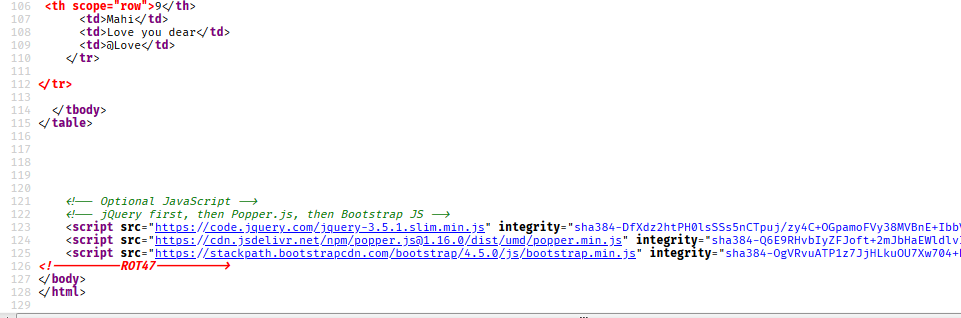 106 <th scope="row">9</th>
107 <td>Mahi</td>
108 <td>Love you dear</td>
109 <td>@Love</td>
110 </tr>
111
112 </tr>
113
114 </tbody>
115 </table>
116
117
118
119
120
121 <!-- Optional JavaScript -->
122 <!-- jQuery first, then Popper.js, then Bootstrap JS -->
123 <script src="https://code.jquery.com/jquery-3.5.1.slim.min.js" integrity="sha384-DfXdz2htPH0lsSSs5nCTpuj/zy4C+OGpamoFVy38MVBnE+Ibb
124 <script src="https://cdn.jsdelivr.net/npm/popper.js@1.16.0/dist/umd/popper.min.js" integrity="sha384-Q6E9RHvbIyZFJoft+2mJbHaEWldlv
125 <script src="https://stackpath.bootstrapcdn.com/bootstrap/4.5.0/js/bootstrap.min.js" integrity="sha384-OgVRvuATP1z7JjHLkuOU7Xw704+
126 <!----------ROT47---------->
127 </body>
128 </html>
129